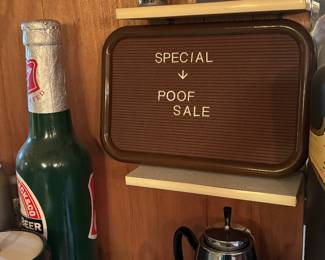 SPECIAL
↓
POOF
SALE
BEER